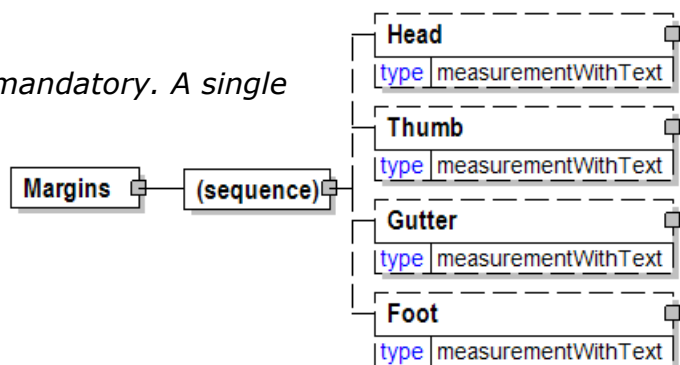 Head
type measurementWithText
mandatory. A single
Thumb
type measurementWithText
Margins (sequence)
Gutter
type measurementWithText
Foot
type measurementWithText